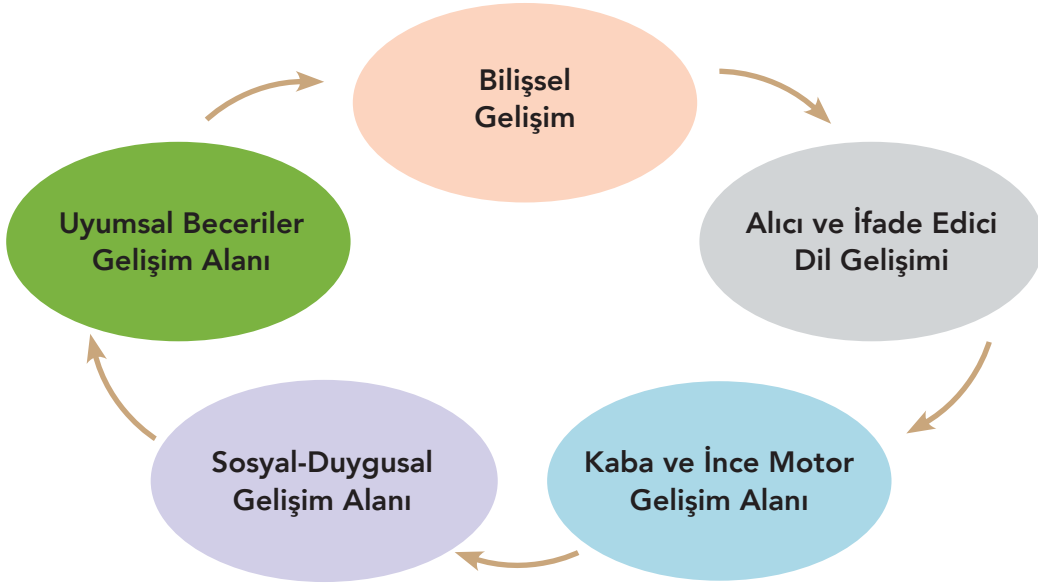 Bilişsel
Gelişim
Alıcı ve İfade Edici
Dil Gelişimi
Kaba ve İnce Motor
Gelişim Alanı
Sosyal-Duygusal
Gelişim Alanı
Uyumsal Beceriler
Gelişim Alanı